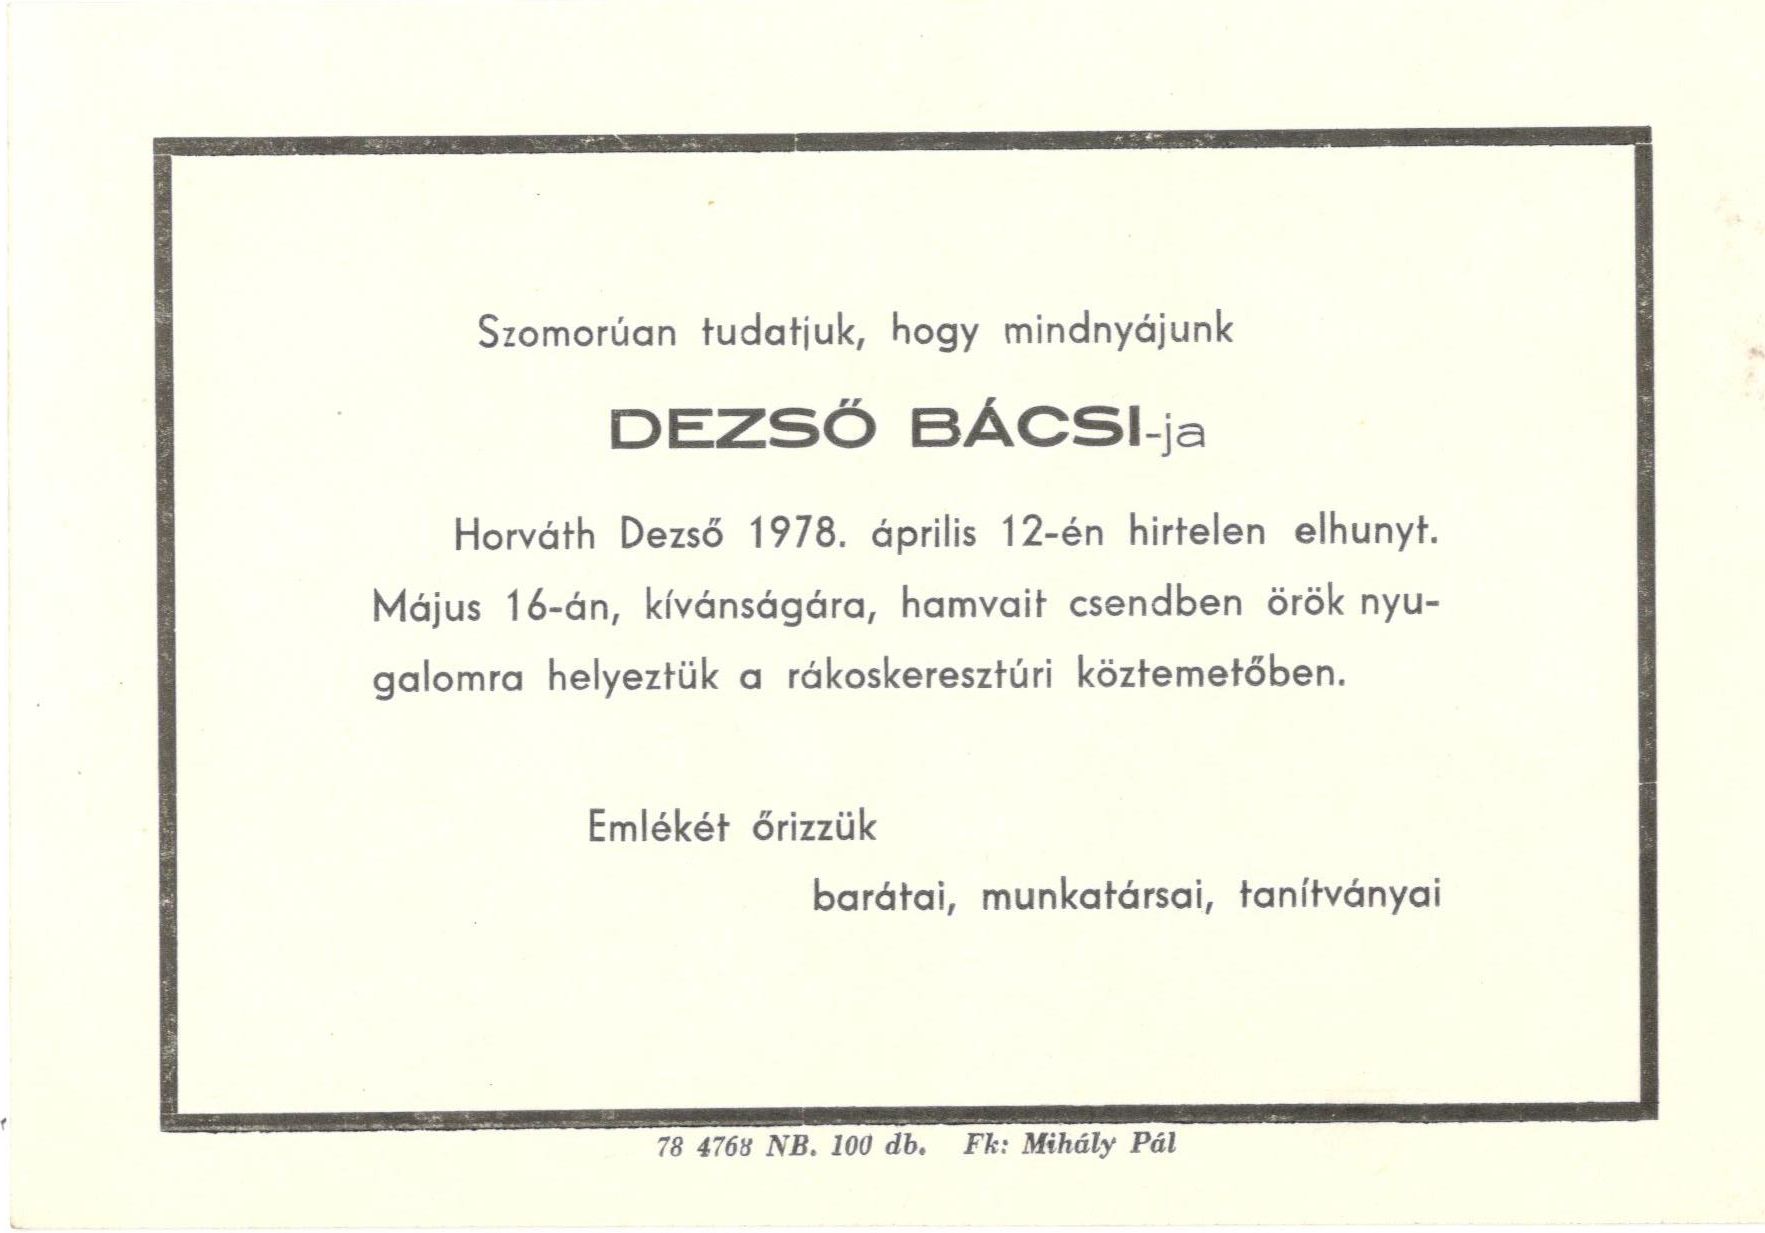 Szomorúan tudatjuk, hogy mindnyájunk
DEZSŐ BÁCSI-ja
Horváth Dezső 1978. április 12-én hirtelen elhunyt.
Május 16-án, kívánságára, hamvait csendben örök nyu-
galomra helyeztük a rákoskeresztúri köztemetőben.
Emlékét őrizzük
barátai, munkatársai, tanítványai
78 4768 NB. 100 db. Fk: Mihály Pál